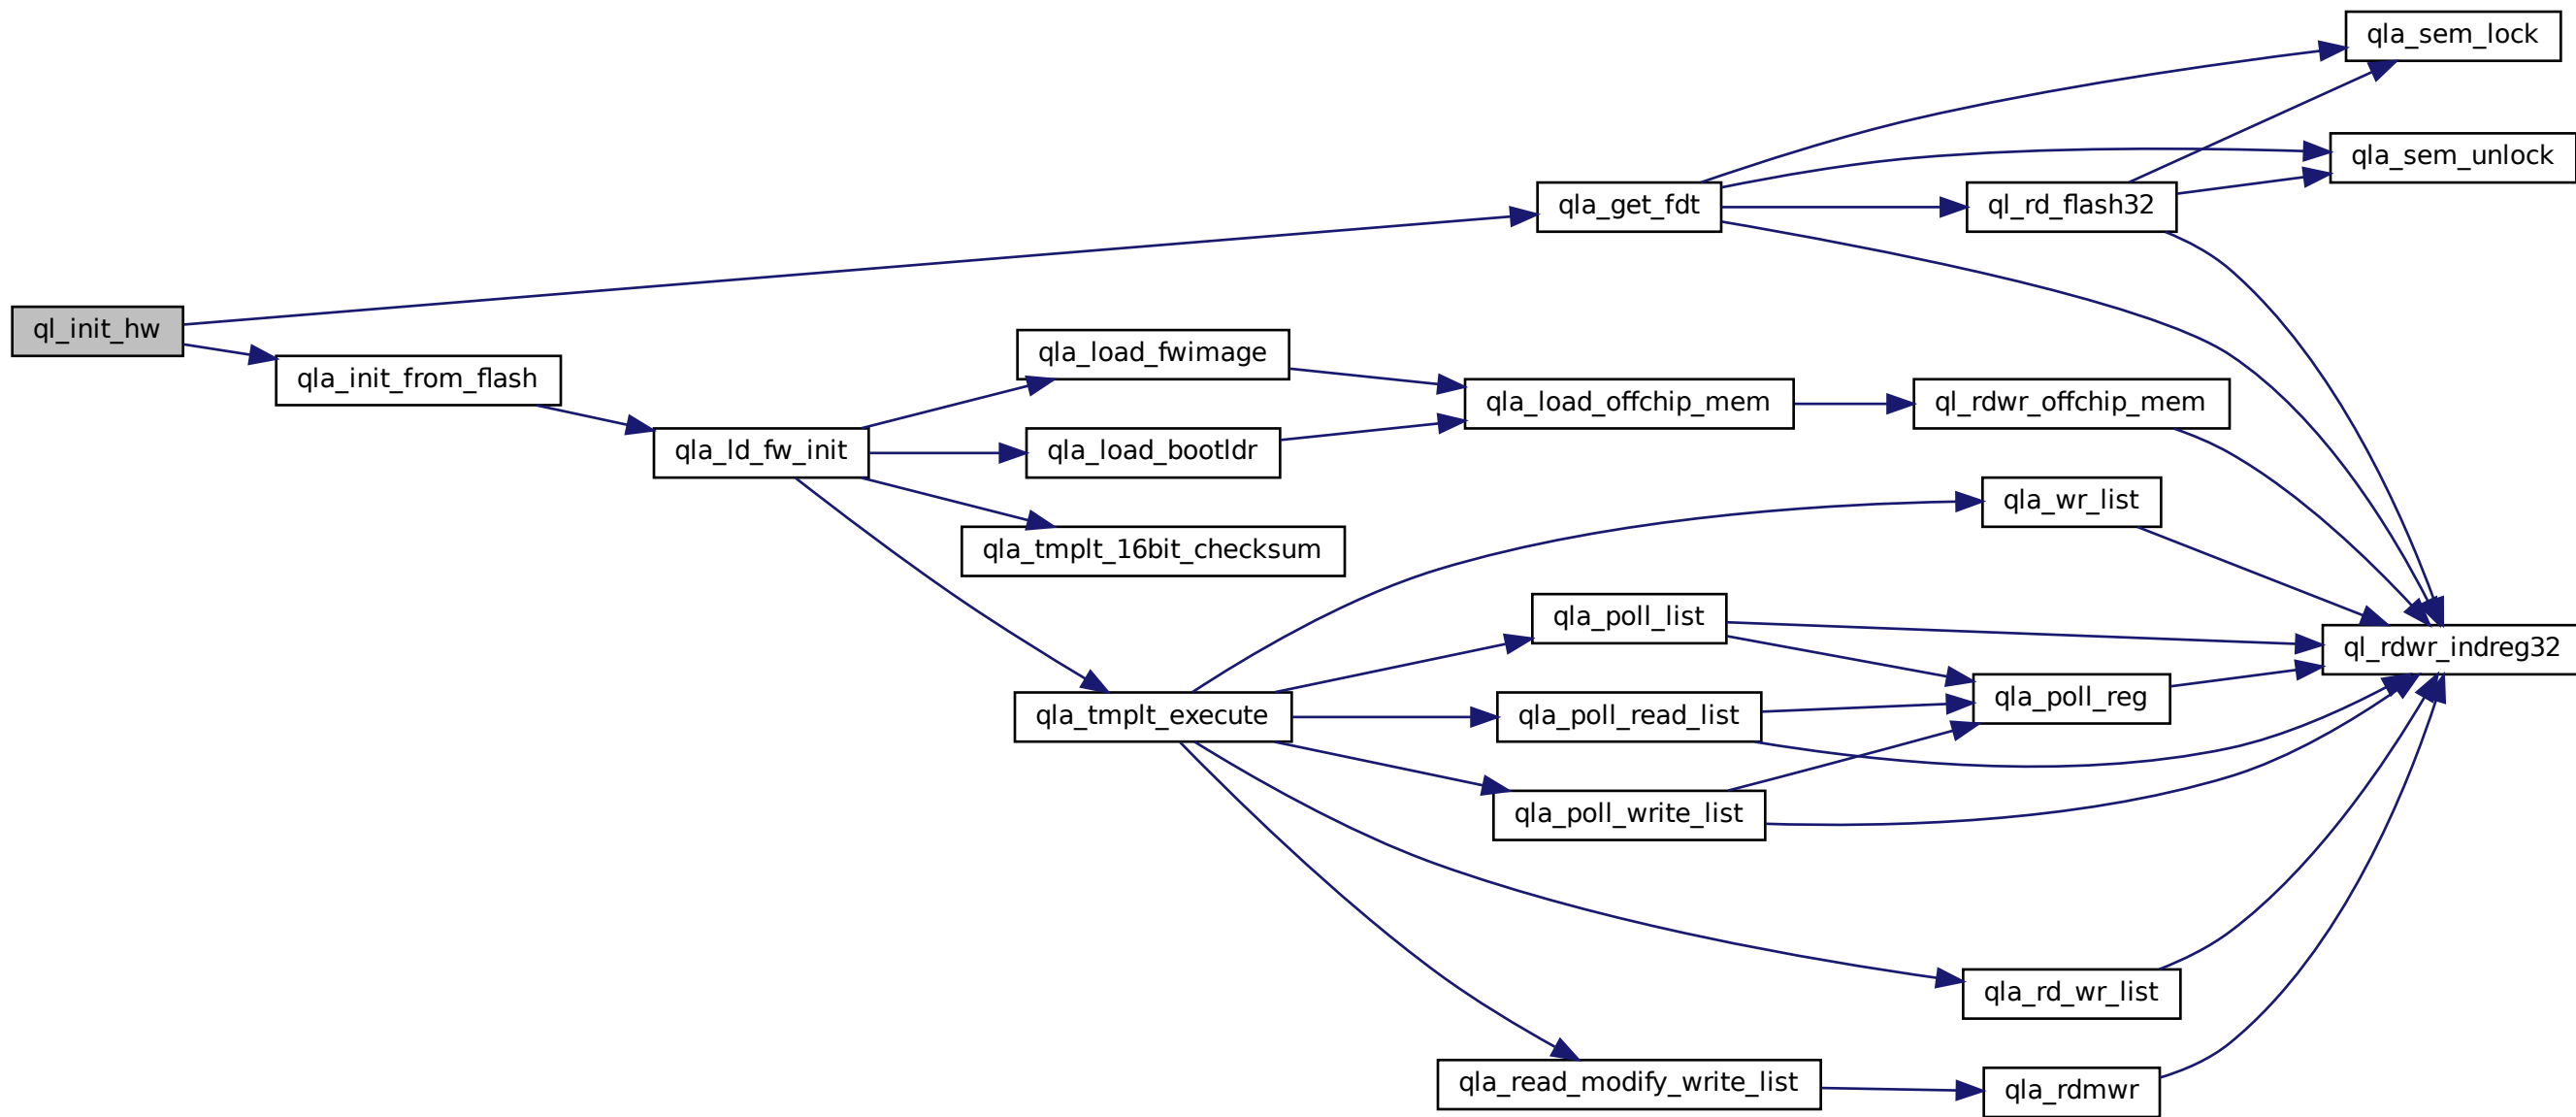 qla_sem_lock
qla_sem_unlock
qla_get_fdt
ql_rd_flash32
ql_init_hw
qla_load_fwimage
qla_init_from_flash
qla_load_offchip_mem
ql_rdwr_offchip_mem
qla_ld_fw_init
qla_load_bootldr
qla_wr_list
qla_tmplt_16bit_checksum
qla_poll_list
ql_rdwr_indreg32
qla_poll_reg
qla_tmplt_execute
qla_poll_read_list
qla_poll_write_list
qla_rd_wr_list
qla_read_modify_write_list
qla_rdmwr